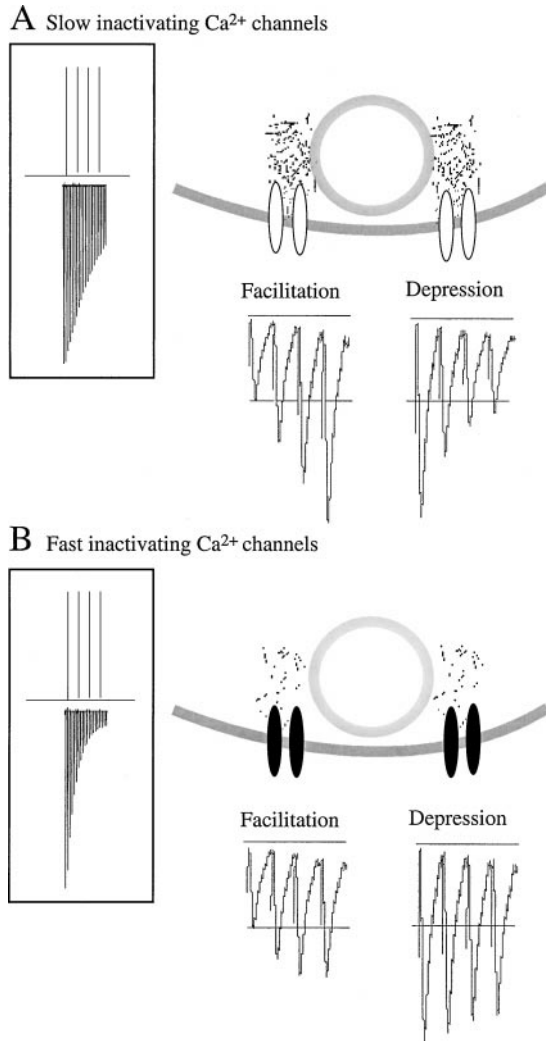 A Slow inactivating Ca²⁺ channels
Facilitation Depression
B Fast inactivating Ca²⁺ channels
Facilitation Depression